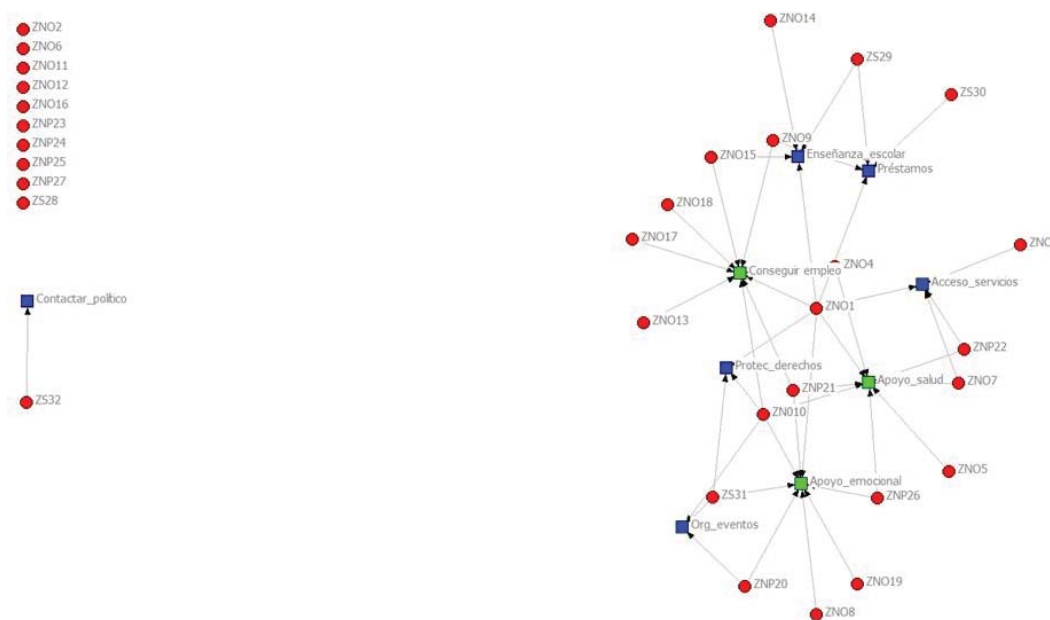 ZNO2
ZNO6
ZNO11
ZNO12
ZNO16
ZNP23
ZNP24
ZNP25
ZNP27
ZS28
Contactar_político
ZS32
ZNO14
ZS29
ZS30
ZNO9
ZNO15
Enseñanza_escolar
Préstamos
ZNO18
ZNO17
ZNO
ZNO4
Conseguir empleo
Acceso_servicios
ZNO1
ZNO13
ZNP22
Protec_derechos
Apoyo_salud
ZNP21
ZNO7
ZN010
ZNO5
Apoyo_emocional
ZS31
ZNP26
Org_eventos
ZNP20
ZNO19
ZNO8